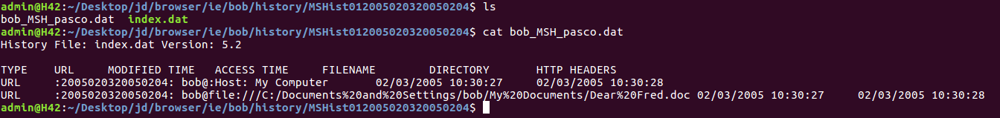 admin@H42:~/Desktop/jd/browser/ie/bob/history/MSHist012005020320050204$ ls
bob_MSH_pasco.dat  index.dat
admin@H42:~/Desktop/jd/browser/ie/bob/history/MSHist012005020320050204$ cat bob_MSH_pasco.dat
History File: index.dat Version: 5.2
TYPE    URL     MODIFIED TIME   ACCESS TIME     FILENAME        DIRECTORY       HTTP HEADERS
URL     :2005020320050204: bob@:Host: My Computer       02/03/2005 10:30:27     02/03/2005 10:30:28
URL     :2005020320050204: bob@file:///C:/Documents%20and%20Settings/bob/My%20Documents/Dear%20Fred.doc 02/03/2005 10:30:27     02/03/2005 10:30:28
admin@H42:~/Desktop/jd/browser/ie/bob/history/MSHist012005020320050204$